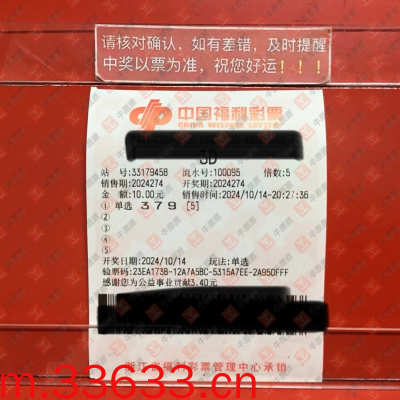 请核对确认，如有差错，及时提醒
中奖以票为准，祝您好运！！！
中国福利彩票
CHINA WELFARE LOTTERY
3D
站 号:33179458 流水号:100095 倍数:5
销售期:2024274 开奖期:2024274
金 额:10.00元 销售时间:2024/10/14-20:27:36
① 单选 3 7 9 [5]
开奖日期:2024/10/14 玩法:单选
验票码:23EA173B-12A7A5BC-5315A7EE-2A950FFF
感谢您为公益事业贡献3.40元
浙江省福利彩票管理中心承销
m.33633.com.cn